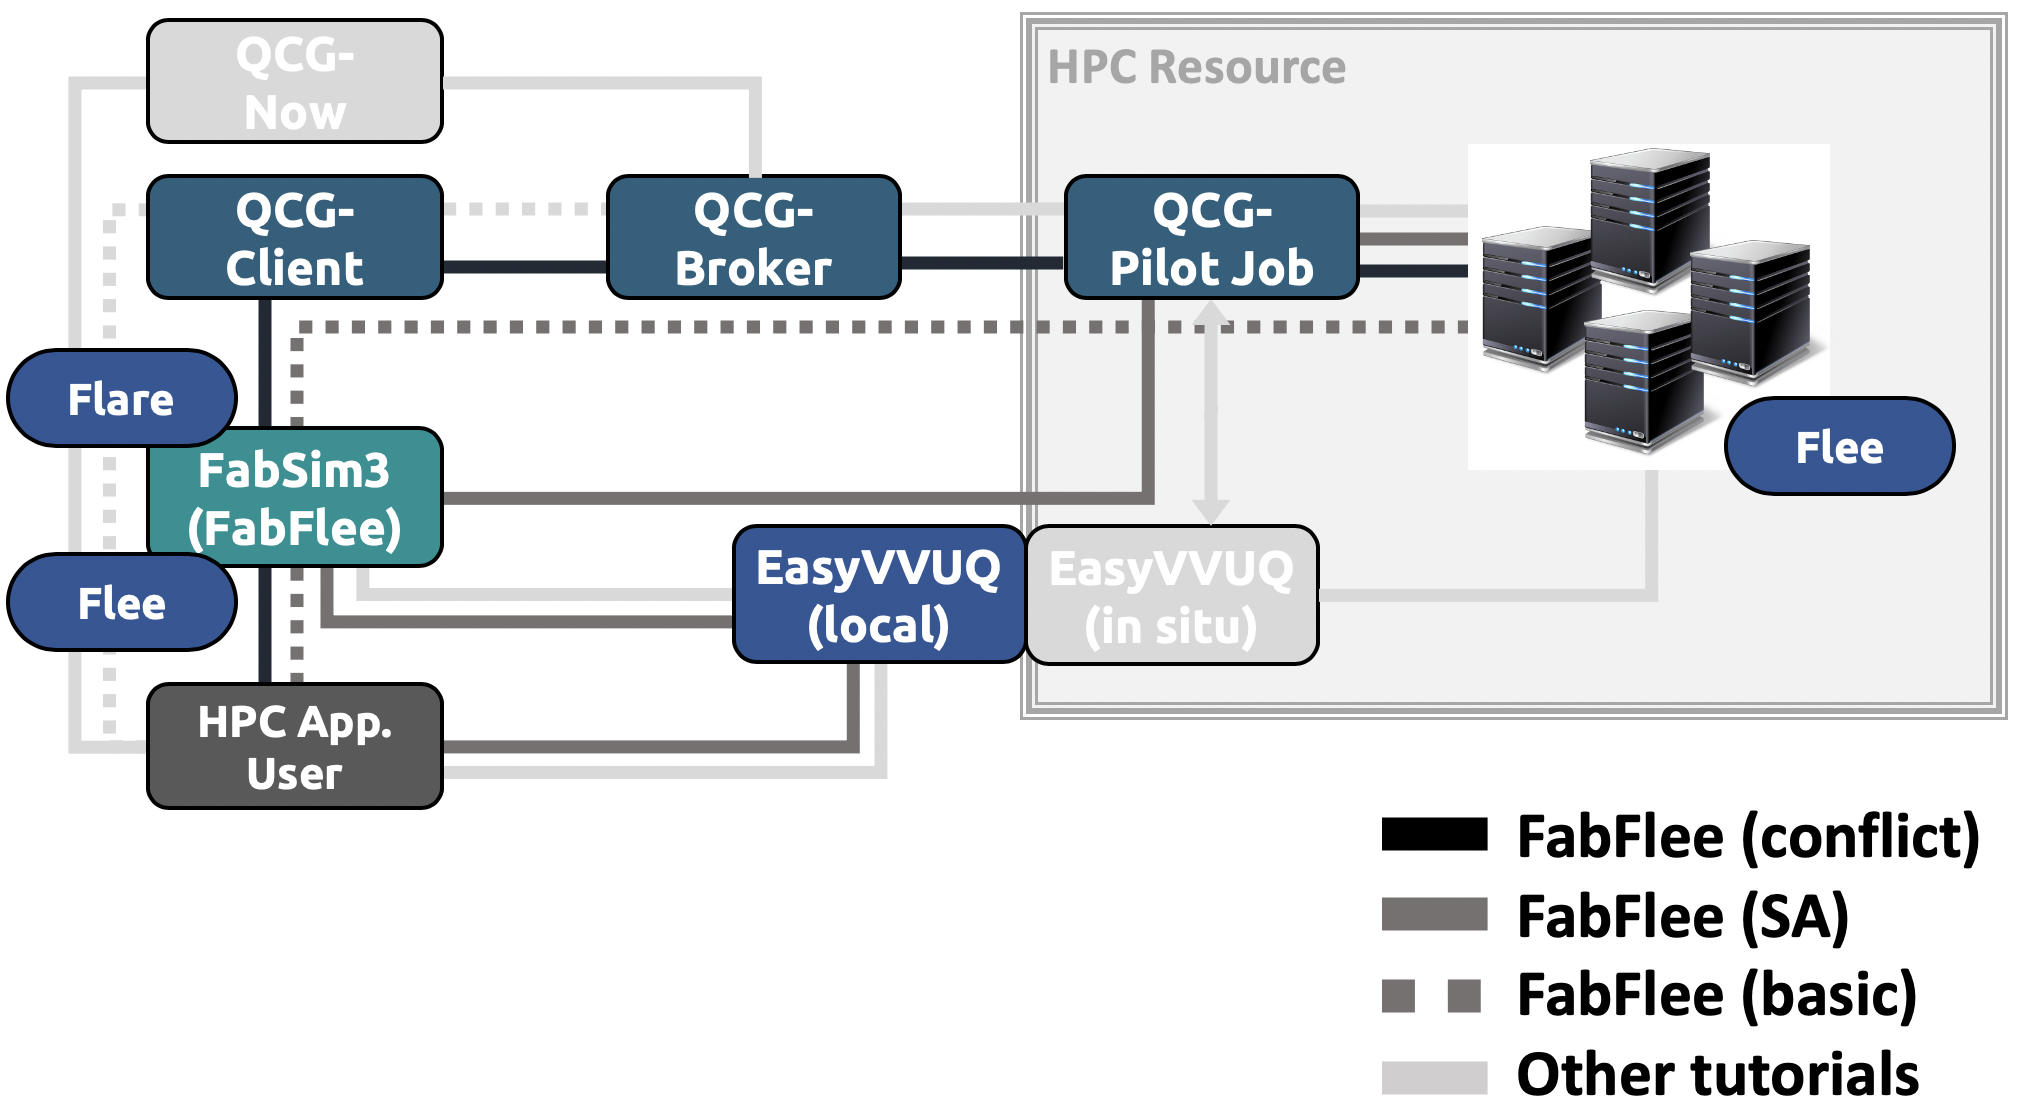 QCG-
Now
HPC Resource
QCG-
Client
QCG-
Broker
QCG-
Pilot Job
Flare
FabSim3
(FabFlee)
Flee
Flee
EasyVVUQ
(local)
EasyVVUQ
(in situ)
HPC App.
User
FabFlee (conflict)
FabFlee (SA)
FabFlee (basic)
Other tutorials